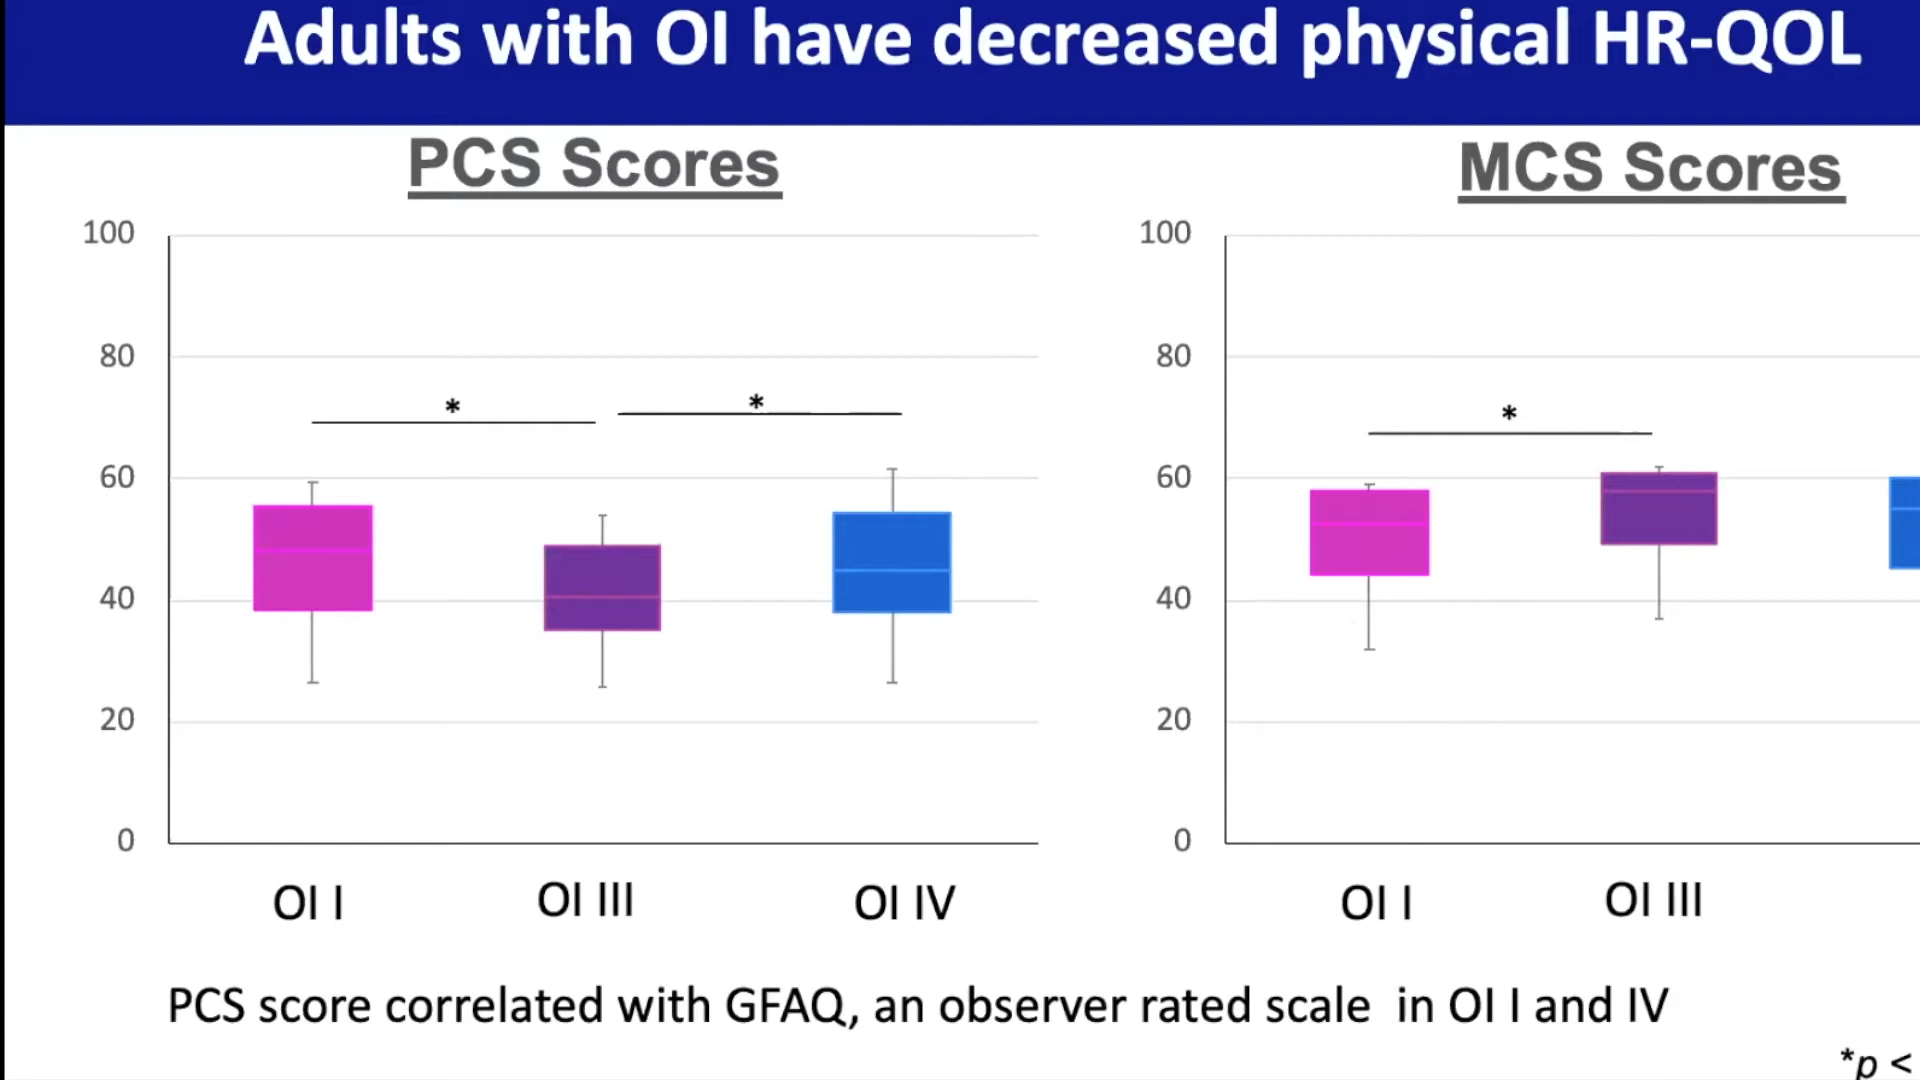 Adults with OI have decreased physical HR-QOL
PCS Scores
100
80
60
40
20
0
*
*
OI I
OI III
OI IV
MCS Scores
100
80
60
40
20
0
*
OI I
OI III
PCS score correlated with GFAQ, an observer rated scale in OI I and IV
*p <